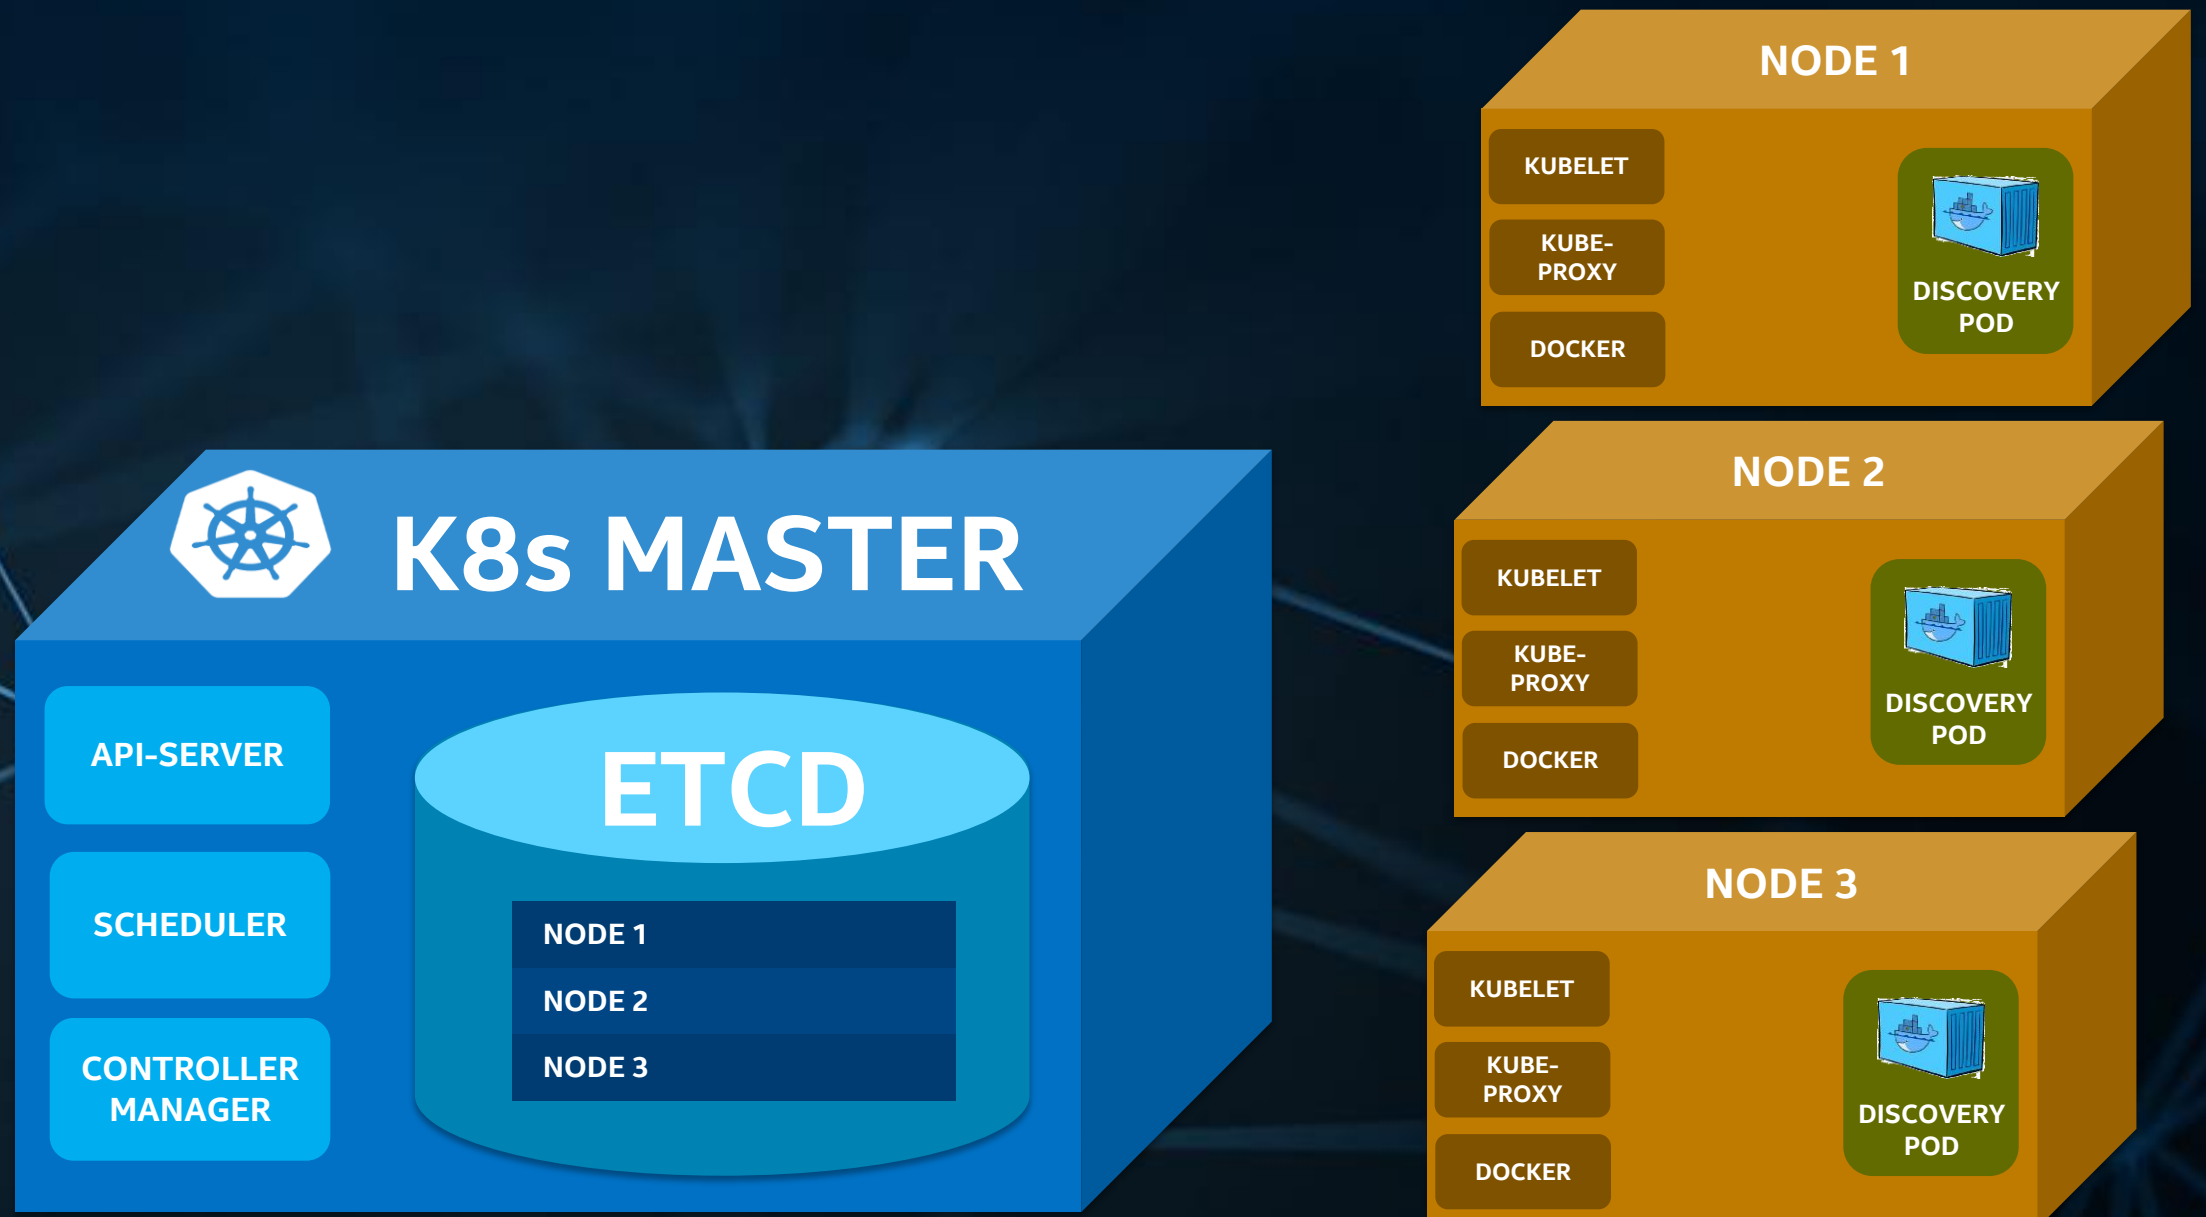 K8s MASTER
API-SERVER
SCHEDULER
CONTROLLER
MANAGER
ETCD
NODE 1
NODE 2
NODE 3
NODE 1
KUBELET
KUBE-
PROXY
DOCKER
DISCOVERY
POD
NODE 2
KUBELET
KUBE-
PROXY
DOCKER
DISCOVERY
POD
NODE 3
KUBELET
KUBE-
PROXY
DOCKER
DISCOVERY
POD